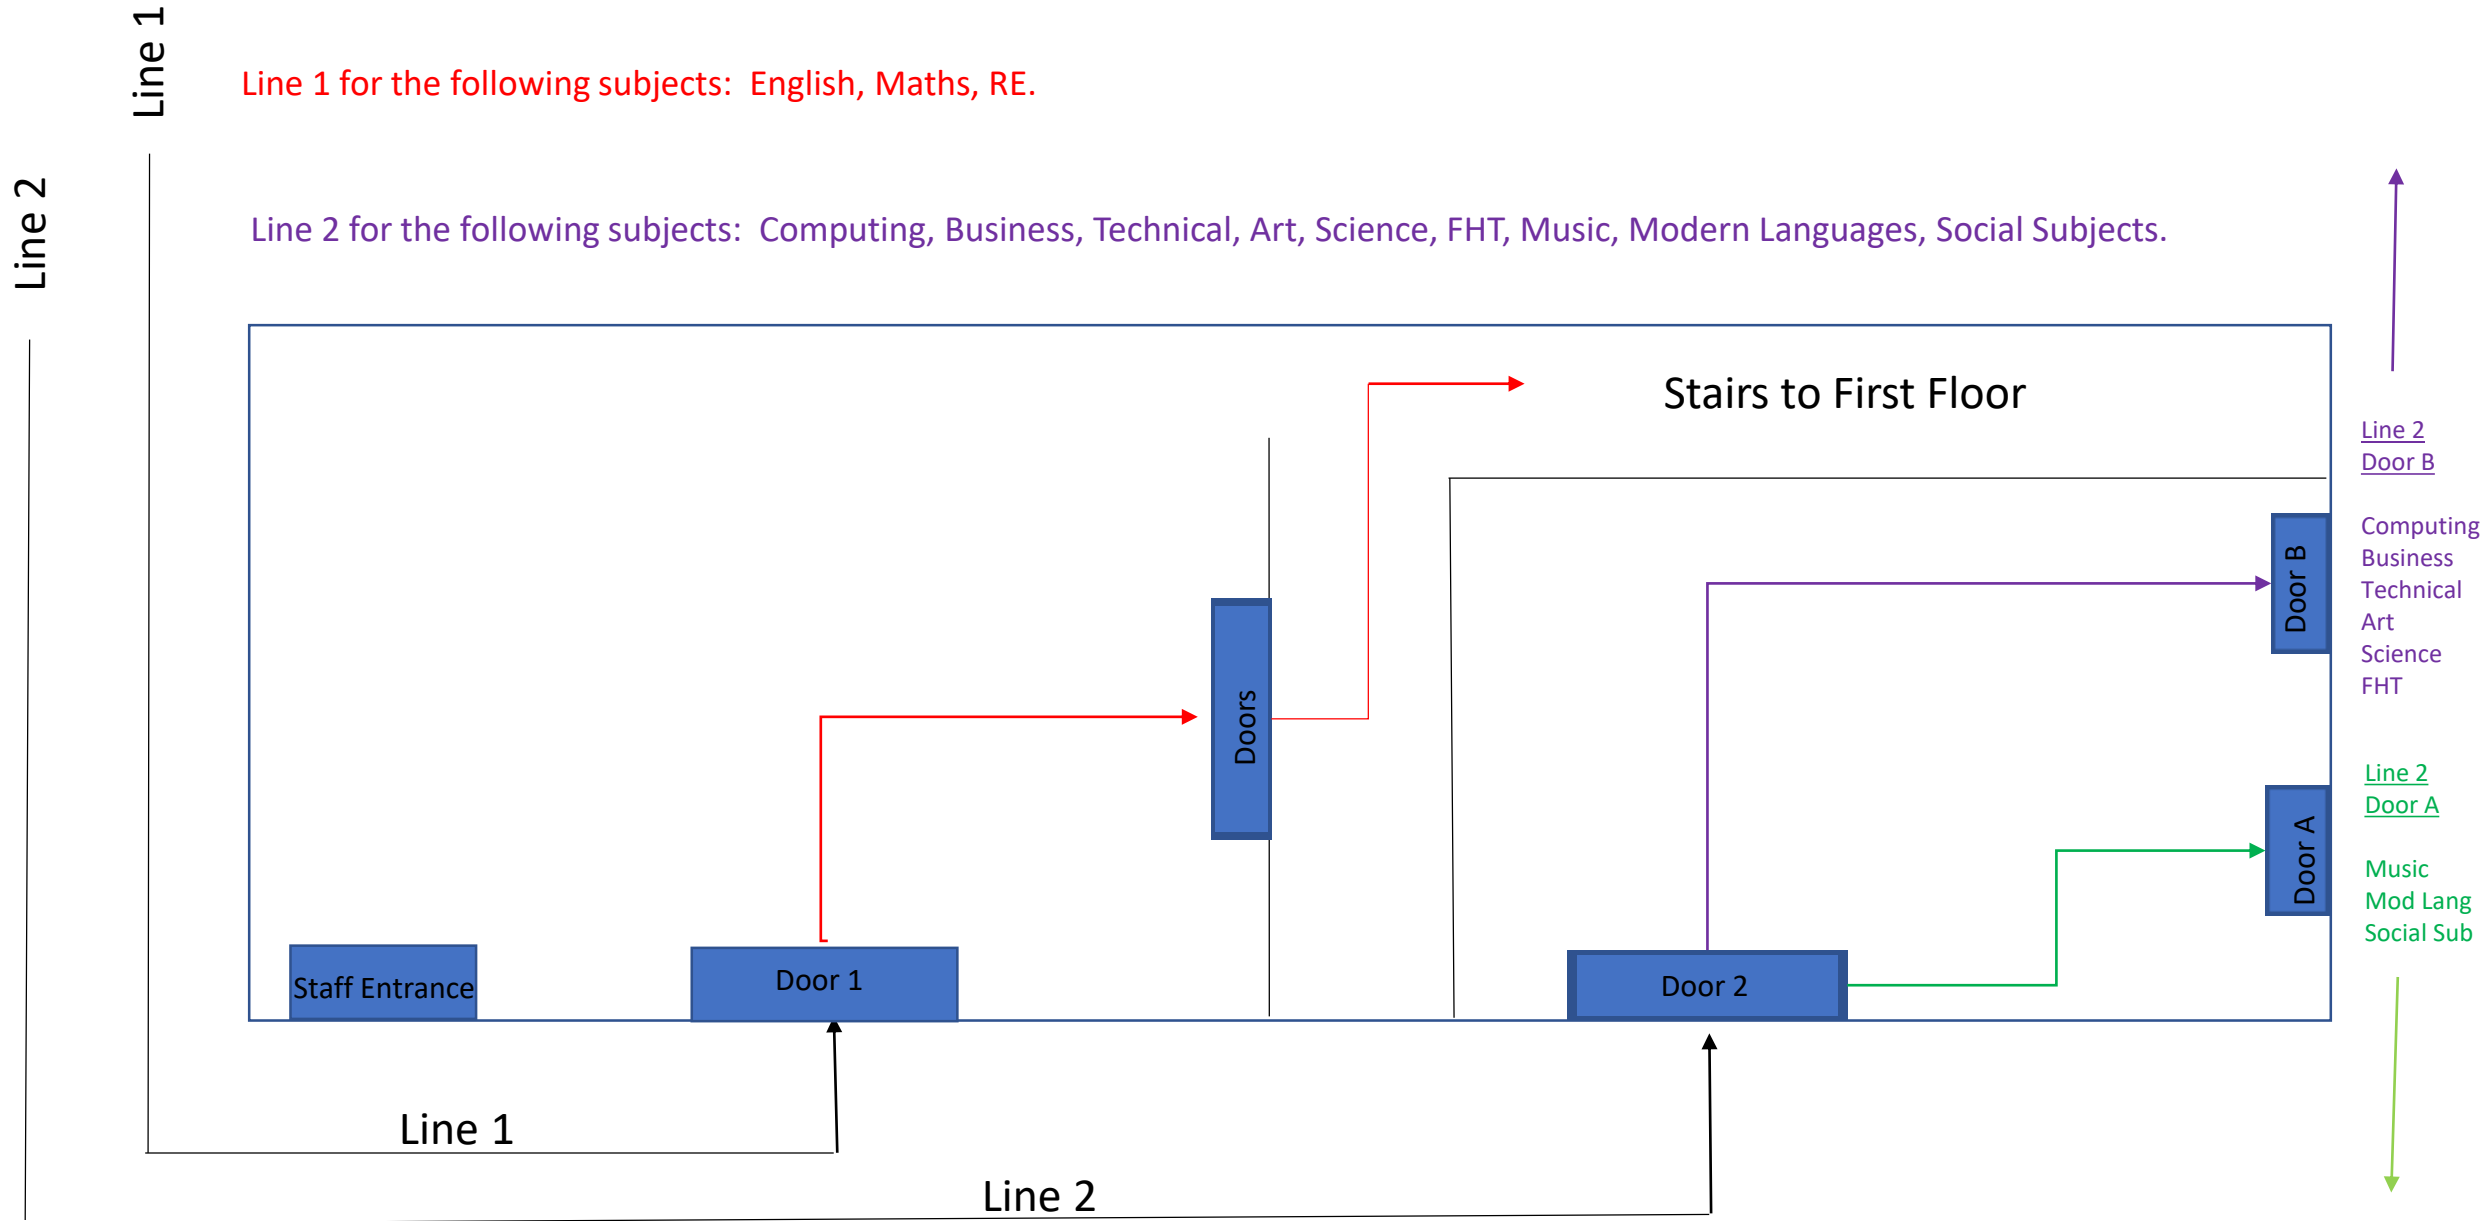 Line 1
Line 1 for the following subjects:  English, Maths, RE.
Line 2
Line 2 for the following subjects:  Computing, Business, Technical, Art, Science, FHT, Music, Modern Languages, Social Subjects.
Stairs to First Floor
Line 2
Door B
Computing
Business
Technical
Art
Science
FHT
Door B
Doors
Line 2
Door A
Music
Mod Lang
Social Sub
Door A
Staff Entrance
Door 1
Door 2
Line 1
Line 2